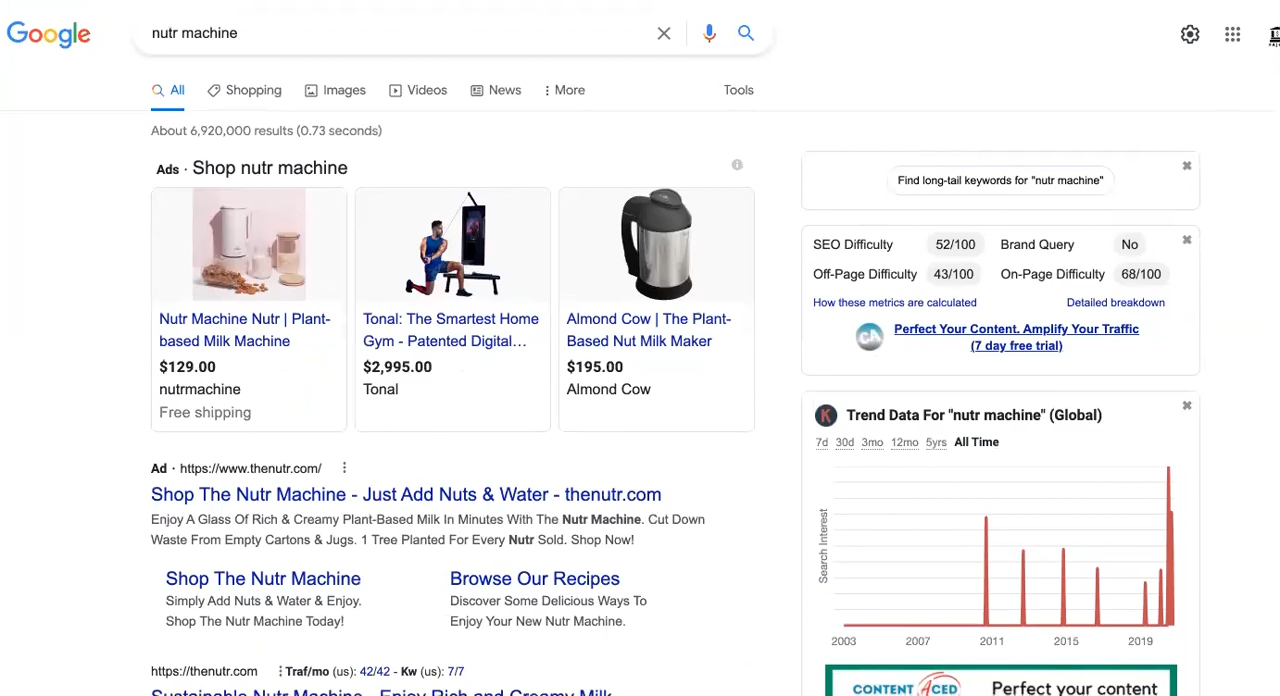 Google
nutr machine
All
Shopping
Images
Videos
News
More
Tools
About 6,920,000 results (0.73 seconds)
Ads · Shop nutr machine
Nutr Machine Nutr | Plant-
based Milk Machine
$129.00
nutrmachine
Free shipping
Tonal: The Smartest Home
Gym - Patented Digital...
$2,995.00
Tonal
Almond Cow | The Plant-
Based Nut Milk Maker
$195.00
Almond Cow
Ad · https://www.thenutr.com/
Shop The Nutr Machine - Just Add Nuts & Water - thenutr.com
Enjoy A Glass Of Rich & Creamy Plant-Based Milk In Minutes With The Nutr Machine. Cut Down
Waste From Empty Cartons & Jugs. 1 Tree Planted For Every Nutr Sold. Shop Now!
Shop The Nutr Machine
Simply Add Nuts & Water & Enjoy.
Shop The Nutr Machine Today!
Browse Our Recipes
Discover Some Delicious Ways To
Enjoy Your New Nutr Machine.
https://thenutr.com Traf/mo (us): 42/42 - Kw (us): 7/7
Sustainable Nutr Machine - Enjoy Rich and Creamy Milk
Find long-tail keywords for "nutr machine"
SEO Difficulty 52/100 Brand Query No
Off-Page Difficulty 43/100 On-Page Difficulty 68/100
How these metrics are calculated Detailed breakdown
CA
Perfect Your Content. Amplify Your Traffic
(7 day free trial)
K
Trend Data For "nutr machine" (Global)
7d 30d 3mo 12mo 5yrs All Time
Search Interest
2003 2007 2011 2015 2019
CONTENT ACED
Perfect your content